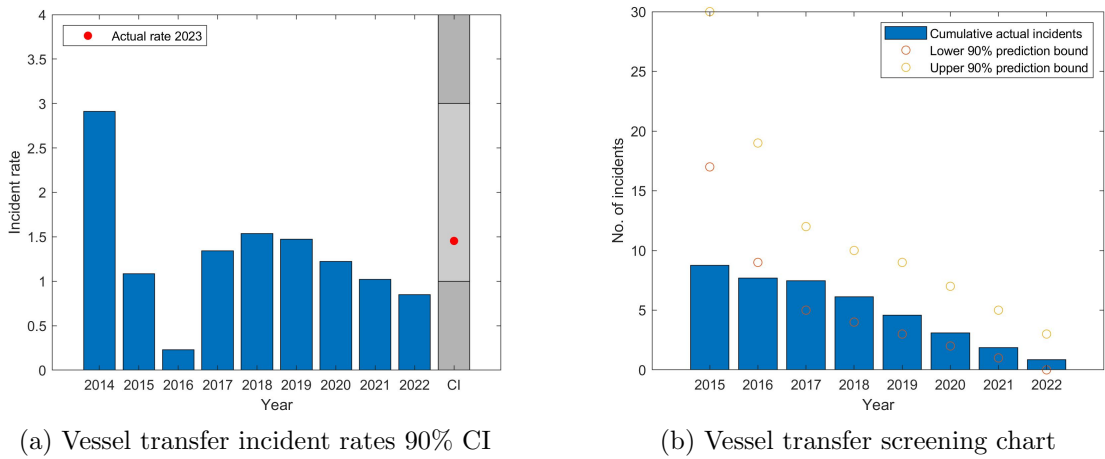 4
3.5
3
2.5
2
1.5
1
0.5
0
Incident rate
Actual rate 2023
2014 2015 2016 2017 2018 2019 2020 2021 2022 CI
Year
(a) Vessel transfer incident rates 90% CI
30
25
20
15
10
5
0
No. of incidents
Cumulative actual incidents
Lower 90% prediction bound
Upper 90% prediction bound
2015 2016 2017 2018 2019 2020 2021 2022
Year
(b) Vessel transfer screening chart